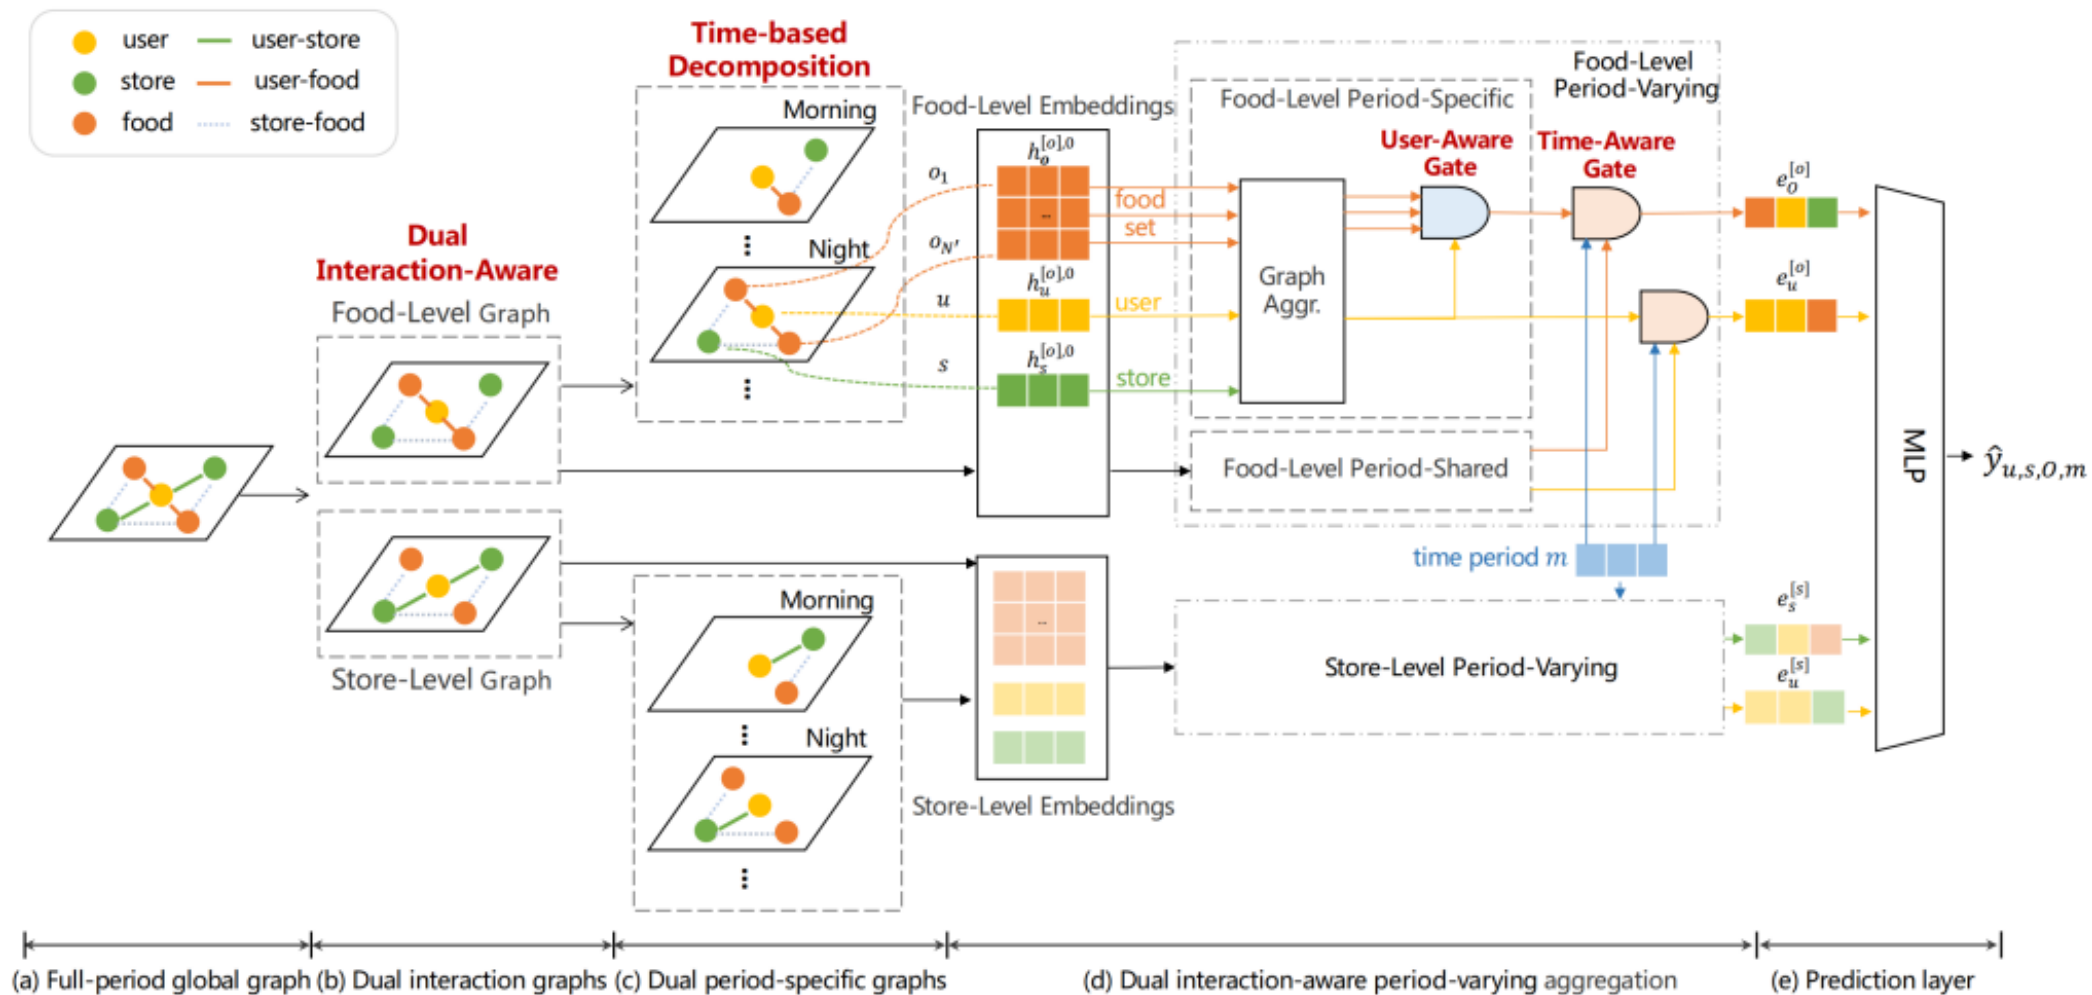 user
user-store
store
user-food
food
store-food
Dual
Interaction-Aware
Food-Level Graph
Store-Level Graph
Time-based
Decomposition
Morning
⋮
Night
⋮
Morning
⋮
Night
⋮
Food-Level Embeddings
o_1
h_o^{[o],0}
..
o_{N'}
h_u^{[o],0}
u
h_s^{[o],0}
s
food
set
user
store
..
Store-Level Embeddings
Food-Level
Period-Varying
Food-Level Period-Specific
User-Aware
Gate
Time-Aware
Gate
Graph
Aggr.
Food-Level Period-Shared
time period m
Store-Level Period-Varying
e_o^{[o]}
e_u^{[o]}
e_s^{[s]}
e_u^{[s]}
MLP
ŷ_{u,s,O,m}
(a) Full-period global graph
(b) Dual interaction graphs
(c) Dual period-specific graphs
(d) Dual interaction-aware period-varying aggregation
(e) Prediction layer